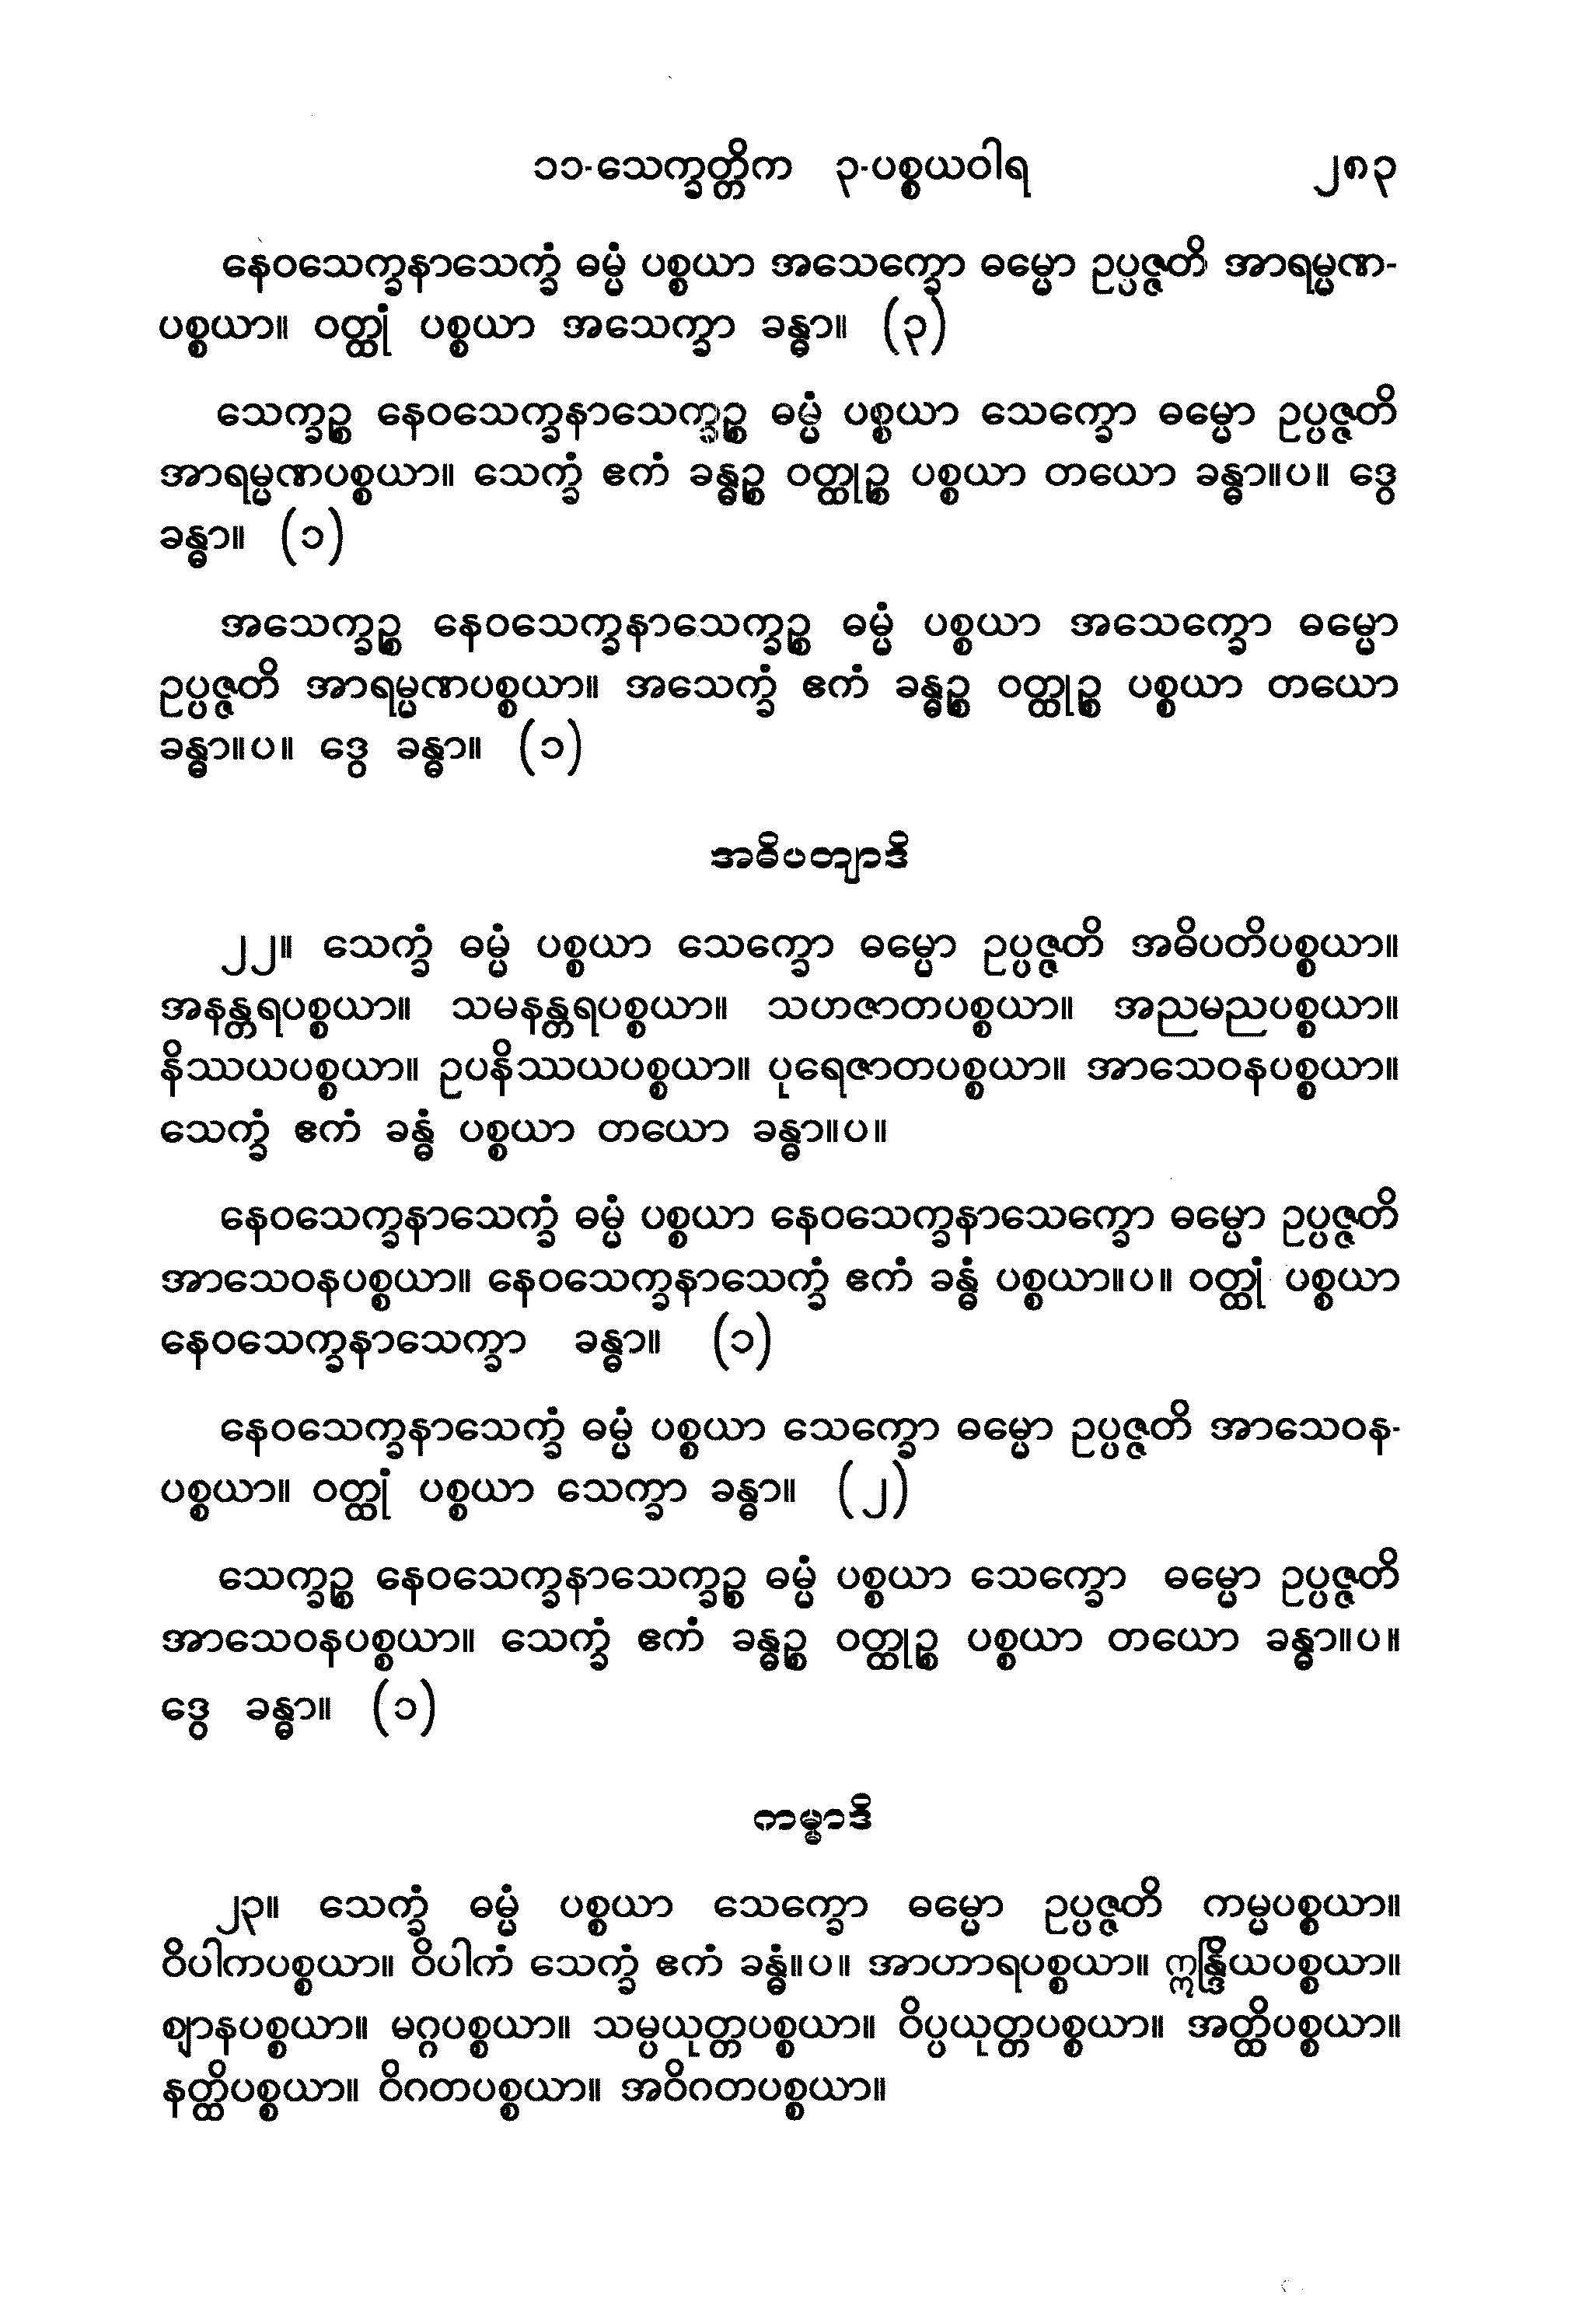 ၁၁-သေက္ခတ္တိက ၃-ပစ္စယဝါရ ၂၈၃
နေဝသေက္ခနာသေက္ခံ ဓမ္မံ ပစ္စယာ အသေက္ခော ဓမ္မော ဥပ္ပဇ္ဇတိ အာရမ္မဏ-
ပစ္စယာ။ ဝတ္ထုံ ပစ္စယာ အသေက္ခာ ခန္ဓာ။ (၃)
သေက္ခဉ္စ နေဝသေက္ခနာသေက္ခဉ္စ ဓမ္မံ ပစ္စယာ သေက္ခော ဓမ္မော ဥပ္ပဇ္ဇတိ
အာရမ္မဏပစ္စယာ။ သေက္ခံ ဧကံ ခန္ဓဉ္စ ဝတ္ထုဉ္စ ပစ္စယာ တယော ခန္ဓာ။ပ။ ဒွေ
ခန္ဓာ။ (၁)
အသေက္ခဉ္စ နေဝသေက္ခနာသေက္ခဉ္စ ဓမ္မံ ပစ္စယာ အသေက္ခော ဓမ္မော
ဥပ္ပဇ္ဇတိ အာရမ္မဏပစ္စယာ။ အသေက္ခံ ဧကံ ခန္ဓဉ္စ ဝတ္ထုဉ္စ ပစ္စယာ တယော
ခန္ဓာ။ပ။ ဒွေ ခန္ဓာ။ (၁)
အဓိပတျာဒိ
၂၂။ သေက္ခံ ဓမ္မံ ပစ္စယာ သေက္ခော ဓမ္မော ဥပ္ပဇ္ဇတိ အဓိပတိပစ္စယာ။
အနန္တရပစ္စယာ။ သမနန္တရပစ္စယာ။ သဟဇာတပစ္စယာ။ အညမညပစ္စယာ။
နိဿယပစ္စယာ။ ဥပနိဿယပစ္စယာ။ ပုရေဇာတပစ္စယာ။ အာသေဝနပစ္စယာ။
သေက္ခံ ဧကံ ခန္ဓံ ပစ္စယာ တယော ခန္ဓာ။ပ။
နေဝသေက္ခနာသေက္ခံ ဓမ္မံ ပစ္စယာ နေဝသေက္ခနာသေက္ခော ဓမ္မော ဥပ္ပဇ္ဇတိ
အာသေဝနပစ္စယာ။ နေဝသေက္ခနာသေက္ခံ ဧကံ ခန္ဓံ ပစ္စယာ။ပ။ ဝတ္ထုံ ပစ္စယာ
နေဝသေက္ခနာသေက္ခာ ခန္ဓာ။ (၁)
နေဝသေက္ခနာသေက္ခံ ဓမ္မံ ပစ္စယာ သေက္ခော ဓမ္မော ဥပ္ပဇ္ဇတိ အာသေဝန-
ပစ္စယာ။ ဝတ္ထုံ ပစ္စယာ သေက္ခာ ခန္ဓာ။ (၂)
သေက္ခဉ္စ နေဝသေက္ခနာသေက္ခဉ္စ ဓမ္မံ ပစ္စယာ သေက္ခော ဓမ္မော ဥပ္ပဇ္ဇတိ
အာသေဝနပစ္စယာ။ သေက္ခံ ဧကံ ခန္ဓဉ္စ ဝတ္ထုဉ္စ ပစ္စယာ တယော ခန္ဓာ။ပ။
ဒွေ ခန္ဓာ။ (၁)
ကမ္မာဒိ
၂၃။ သေက္ခံ ဓမ္မံ ပစ္စယာ သေက္ခော ဓမ္မော ဥပ္ပဇ္ဇတိ ကမ္မပစ္စယာ။
ဝိပါကပစ္စယာ။ ဝိပါကံ သေက္ခံ ဧကံ ခန္ဓံ။ပ။ အာဟာရပစ္စယာ။ ဣန္ဒြိယပစ္စယာ။
ဈာနပစ္စယာ။ မဂ္ဂပစ္စယာ။ သမ္ပယုတ္တပစ္စယာ။ ဝိပ္ပယုတ္တပစ္စယာ။ အတ္ထိပစ္စယာ။
နတ္ထိပစ္စယာ။ ဝိဂတပစ္စယာ။ အဝိဂတပစ္စယာ။